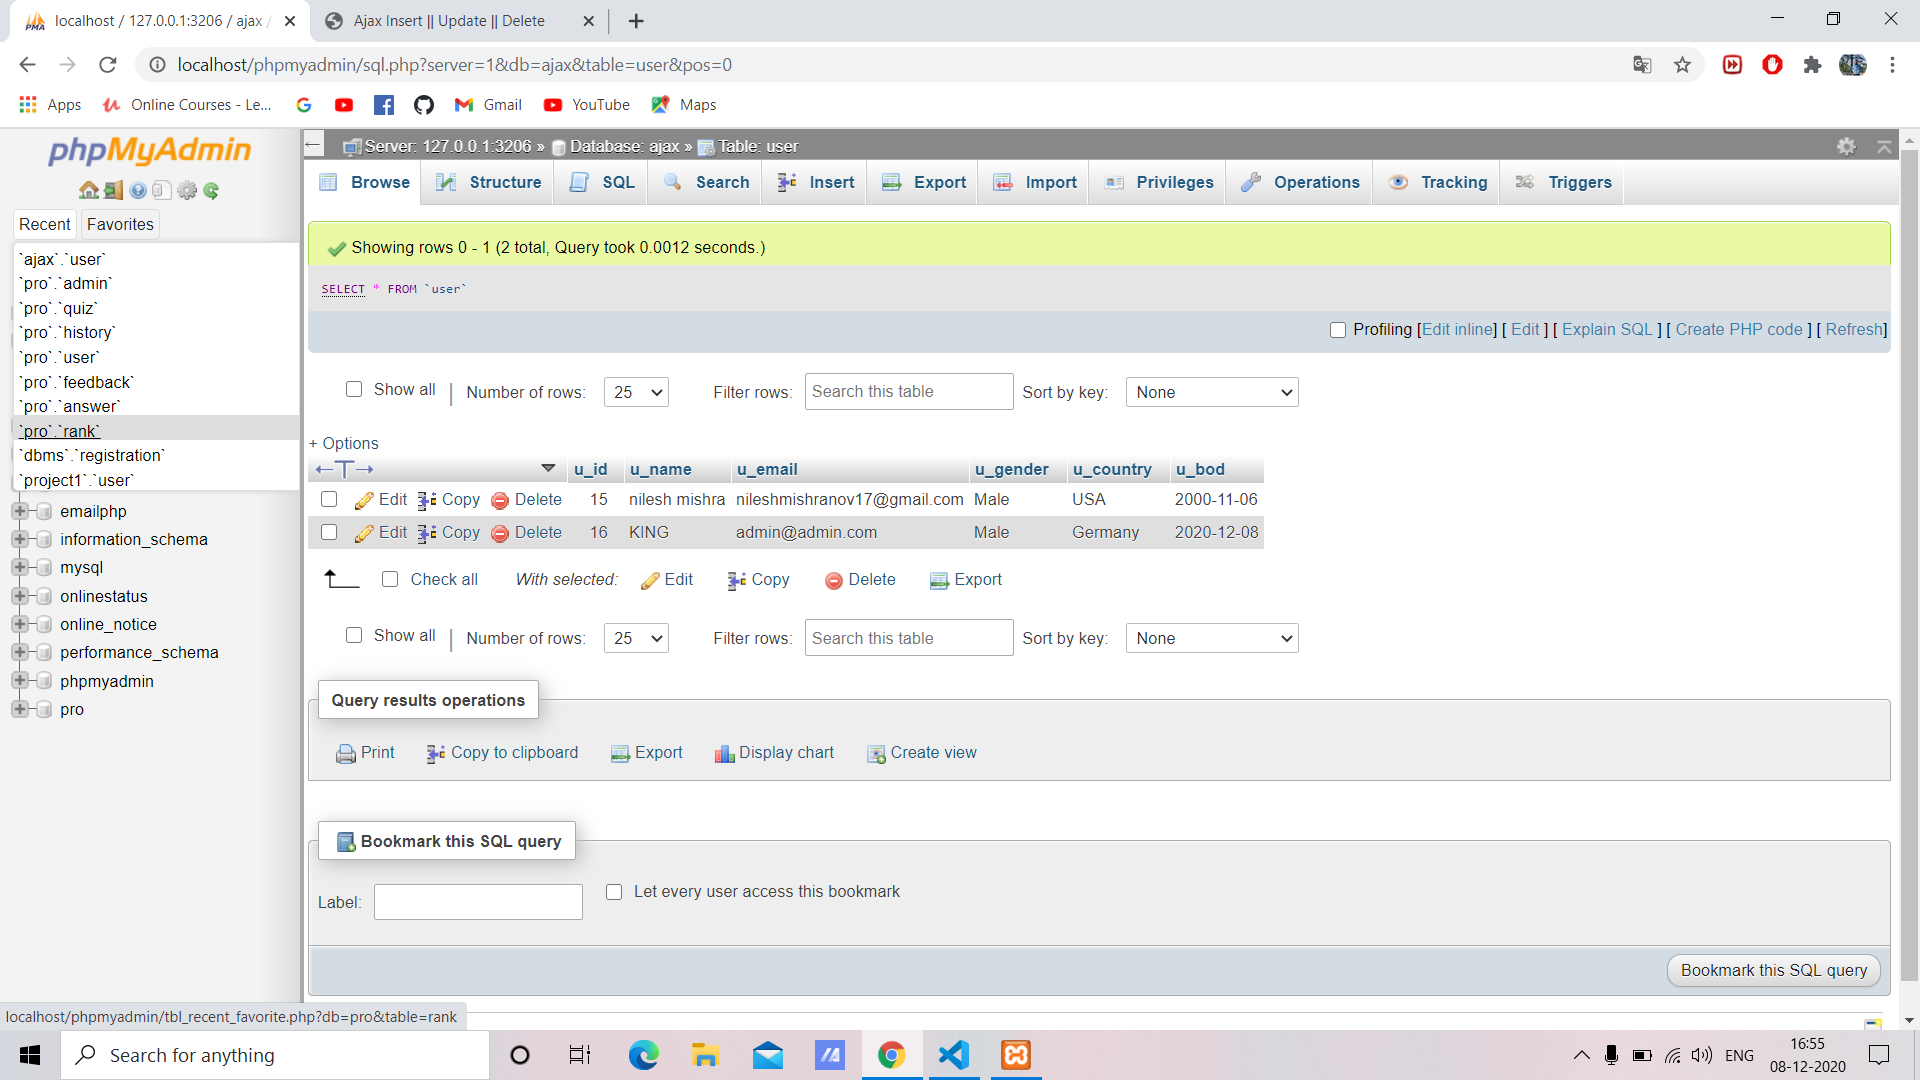 localhost / 127.0.0.1:3206 / ajax /
Ajax Insert || Update || Delete
localhost/phpmyadmin/sql.php?server=1&db=ajax&table=user&pos=0
Apps
Online Courses - Le...
Gmail
YouTube
Maps
phpMyAdmin
Recent
Favorites
`ajax`.`user`
`pro`.`admin`
`pro`.`quiz`
`pro`.`history`
`pro`.`user`
`pro`.`feedback`
`pro`.`answer`
`pro`.`rank`
`dbms`.`registration`
`project1`.`user`
emailphp
information_schema
mysql
onlinestatus
online_notice
performance_schema
phpmyadmin
pro
Server: 127.0.0.1:3206 » Database: ajax » Table: user
Browse Structure SQL Search Insert Export Import Privileges Operations Tracking Triggers
Showing rows 0 - 1 (2 total, Query took 0.0012 seconds.)
SELECT * FROM `user`
Profiling [Edit inline] [ Edit ] [ Explain SQL ] [ Create PHP code ] [ Refresh]
Show all | Number of rows: 25 Filter rows: Search this table Sort by key: None
+ Options
←T→ u_id u_name u_email u_gender u_country u_bod
Edit Copy Delete 15 nilesh mishra nileshmishranov17@gmail.com Male USA 2000-11-06
Edit Copy Delete 16 KING admin@admin.com Male Germany 2020-12-08
Check all With selected: Edit Copy Delete Export
Show all | Number of rows: 25 Filter rows: Search this table Sort by key: None
Query results operations
Print Copy to clipboard Export Display chart Create view
Bookmark this SQL query
Label: Let every user access this bookmark
Bookmark this SQL query
localhost/phpmyadmin/tbl_recent_favorite.php?db=pro&table=rank
Search for anything
ENG
16:55
08-12-2020